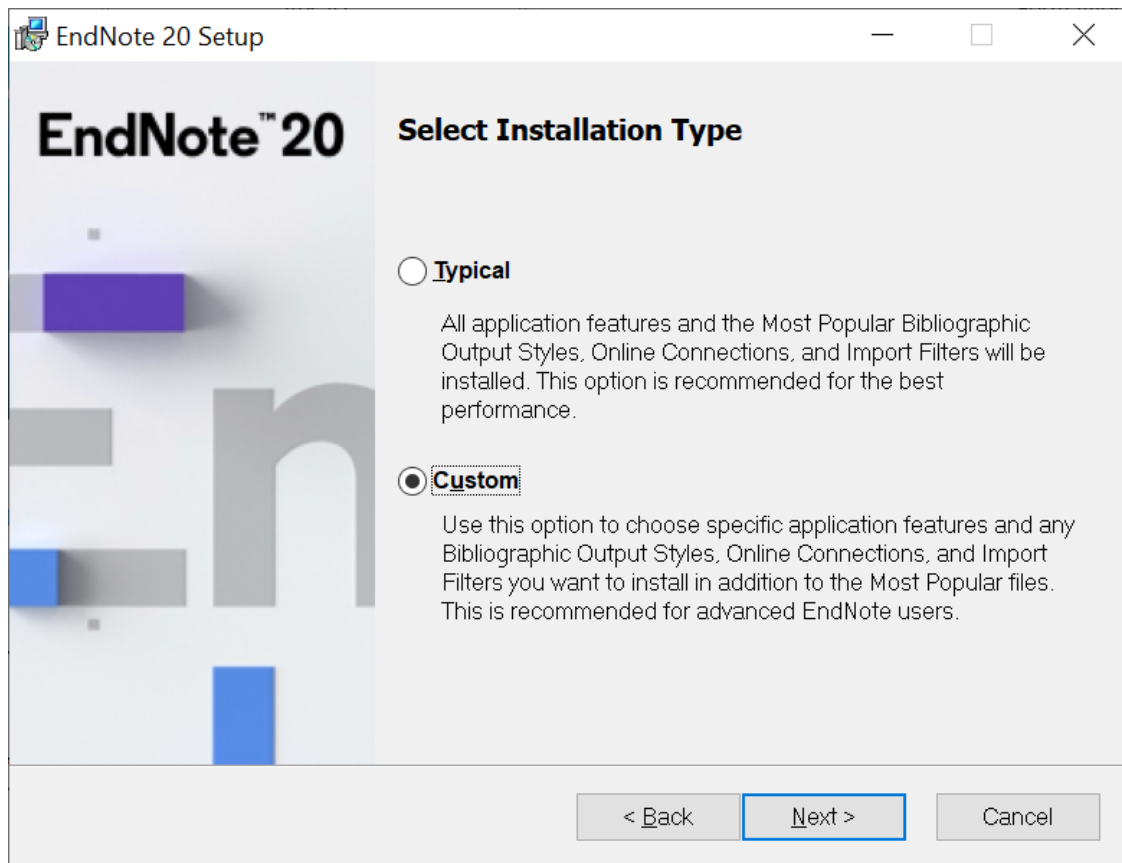 EndNote 20 Setup
EndNote™20
Select Installation Type
Typical
All application features and the Most Popular Bibliographic
Output Styles, Online Connections, and Import Filters will be
installed. This option is recommended for the best
performance.
Custom
Use this option to choose specific application features and any
Bibliographic Output Styles, Online Connections, and Import
Filters you want to install in addition to the Most Popular files.
This is recommended for advanced EndNote users.
< Back
Next >
Cancel